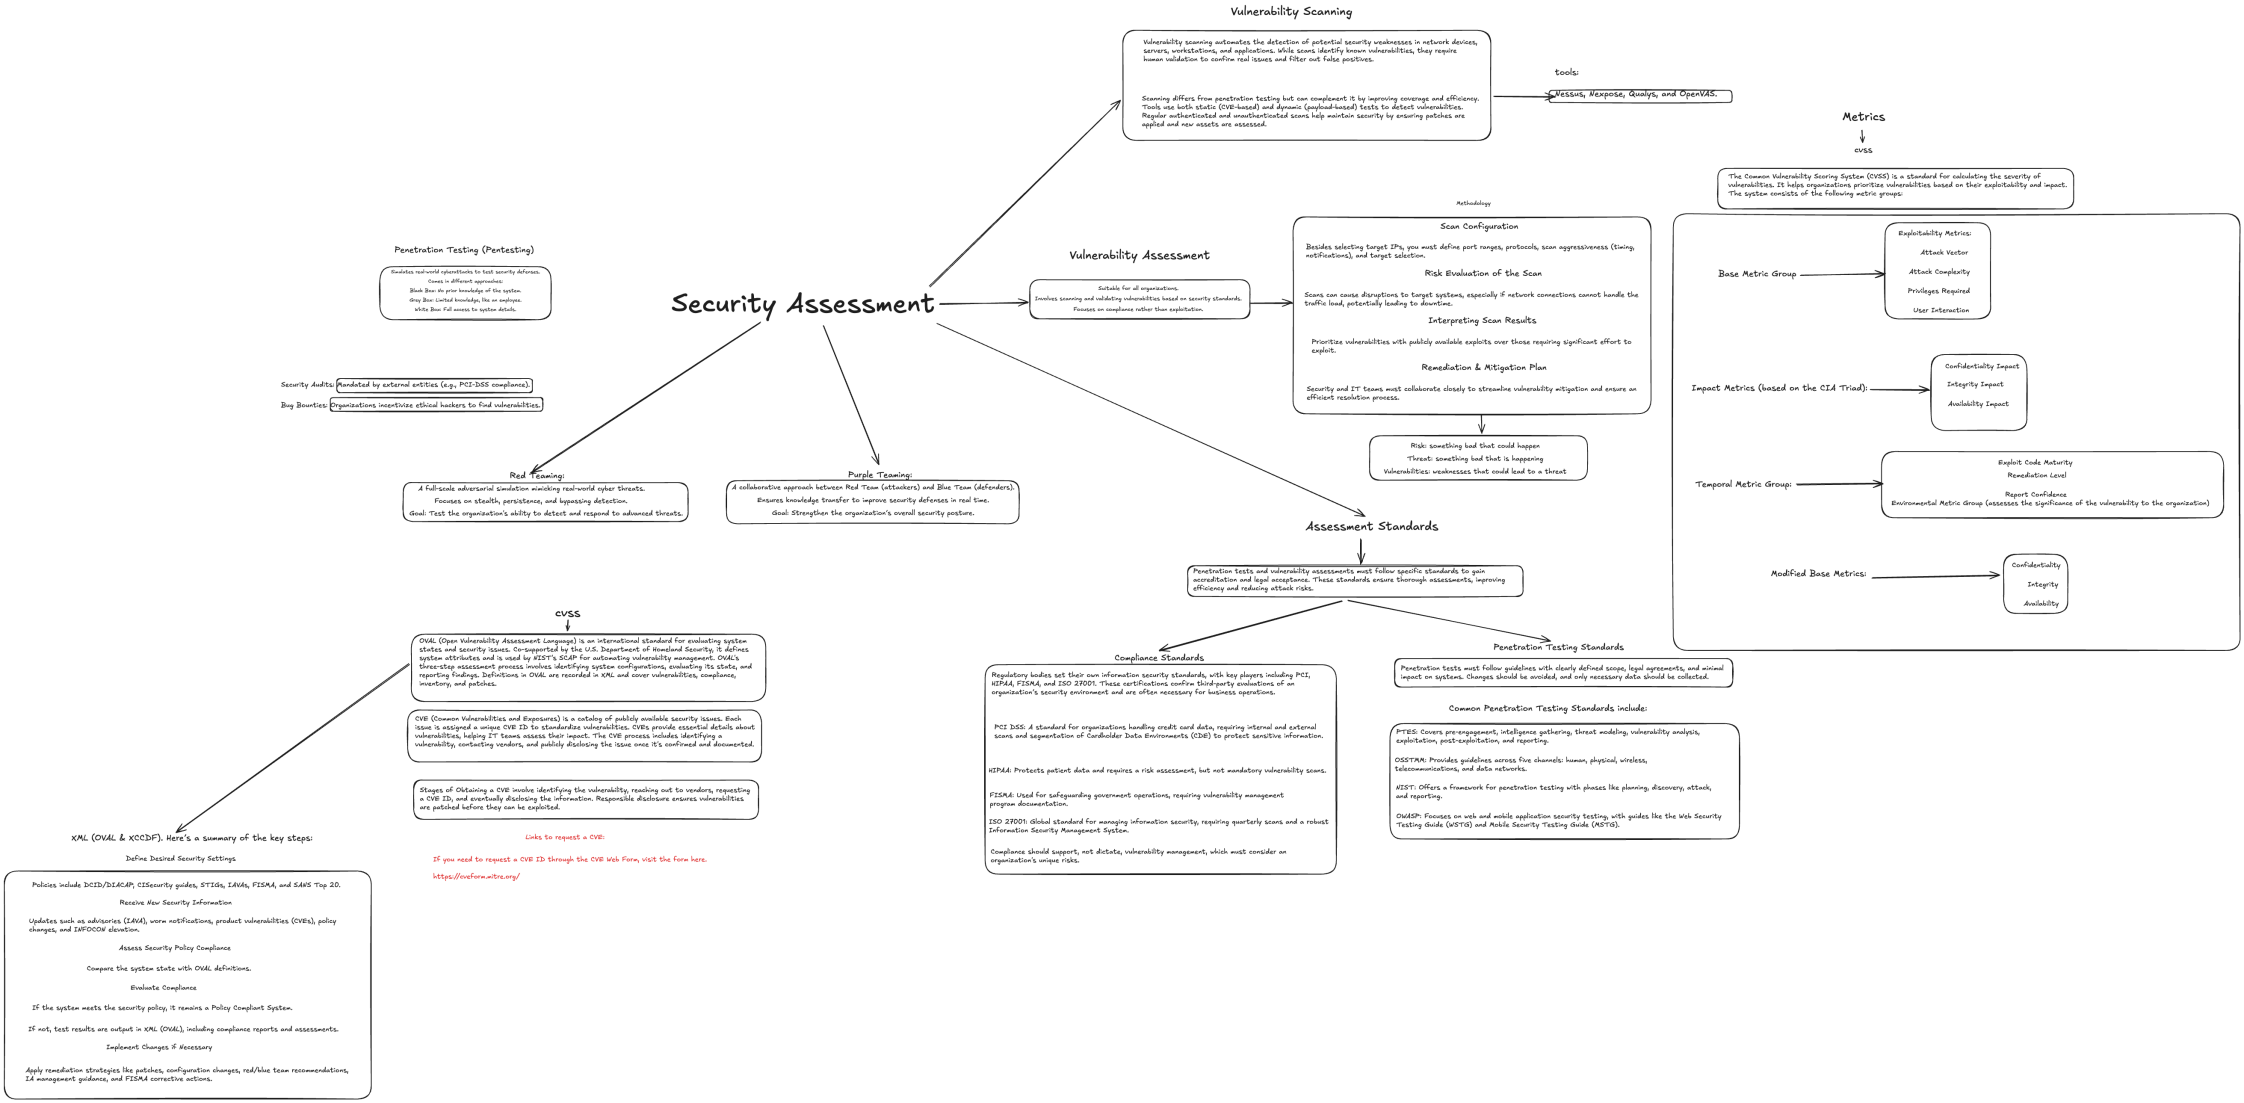 Vulnerability Scanning
Vulnerability scanning automates the detection of potential security weaknesses in network devices,
servers, workstations, and applications. While scans identify known vulnerabilities, they require
human validation to confirm real issues and filter out false positives.
Scanning differs from penetration testing but can complement it by improving coverage and efficiency.
Tools use both static (CVE-based) and dynamic (payload-based) tests to detect vulnerabilities.
Regular authenticated and unauthenticated scans help maintain security by ensuring patches are
applied and new assets are assessed.
tools:
Nessus, Nexpose, Qualys, and OpenVAS.
Metrics
cvss
The Common Vulnerability Scoring System (CVSS) is a standard for calculating the severity of
vulnerabilities. It helps organizations prioritize vulnerabilities based on their exploitability and impact.
The system consists of the following metric groups:
Base Metric Group
Exploitability Metrics:
Attack Vector
Attack Complexity
Privileges Required
User Interaction
Impact Metrics (based on the CIA Triad):
Confidentiality Impact
Integrity Impact
Availability Impact
Temporal Metric Group:
Exploit Code Maturity
Remediation Level
Report Confidence
Environmental Metric Group (assesses the significance of the vulnerability to the organization)
Modified Base Metrics:
Confidentiality
Integrity
Availability
Security Assessment
Vulnerability Assessment
Suitable for all organizations.
Involves scanning and validating vulnerabilities based on security standards.
Focuses on compliance rather than exploitation.
Methodology
Scan Configuration
Besides selecting target IPs, you must define port ranges, protocols, scan aggressiveness (timing,
notifications), and target selection.
Risk Evaluation of the Scan
Scans can cause disruptions to target systems, especially if network connections cannot handle the
traffic load, potentially leading to downtime.
Interpreting Scan Results
Prioritize vulnerabilities with publicly available exploits over those requiring significant effort to
exploit.
Remediation & Mitigation Plan
Security and IT teams must collaborate closely to streamline vulnerability mitigation and ensure an
efficient resolution process.
Risk: something bad that could happen
Threat: something bad that is happening
Vulnerabilities: weaknesses that could lead to a threat
Penetration Testing (Pentesting)
Simulates real-world cyberattacks to test security defenses.
Comes in different approaches:
Black Box: No prior knowledge of the system.
Grey Box: Limited knowledge, like an employee.
White Box: Full access to system details.
Security Audits: Mandated by external entities (e.g., PCI-DSS compliance).
Bug Bounties: Organizations incentivize ethical hackers to find vulnerabilities.
Red Teaming:
A full-scale adversarial simulation mimicking real-world cyber threats.
Focuses on stealth, persistence, and bypassing detection.
Goal: Test the organization's ability to detect and respond to advanced threats.
Purple Teaming:
A collaborative approach between Red Team (attackers) and Blue Team (defenders).
Ensures knowledge transfer to improve security defenses in real time.
Goal: Strengthen the organization's overall security posture.
Assessment Standards
Penetration tests and vulnerability assessments must follow specific standards to gain
accreditation and legal acceptance. These standards ensure thorough assessments, improving
efficiency and reducing attack risks.
Compliance Standards
Regulatory bodies set their own information security standards, with key players including PCI,
HIPAA, FISMA, and ISO 27001. These certifications confirm third-party evaluations of an
organization's security environment and are often necessary for business operations.
PCI DSS: A standard for organizations handling credit card data, requiring internal and external
scans and segmentation of Cardholder Data Environments (CDE) to protect sensitive information.
HIPAA: Protects patient data and requires a risk assessment, but not mandatory vulnerability scans.
FISMA: Used for safeguarding government operations, requiring vulnerability management
program documentation.
ISO 27001: Global standard for managing information security, requiring quarterly scans and a robust
Information Security Management System.
Compliance should support, not dictate, vulnerability management, which must consider an
organization's unique risks.
Penetration Testing Standards
Penetration tests must follow guidelines with clearly defined scope, legal agreements, and minimal
impact on systems. Changes should be avoided, and only necessary data should be collected.
Common Penetration Testing Standards include:
PTES: Covers pre-engagement, intelligence gathering, threat modeling, vulnerability analysis,
exploitation, post-exploitation, and reporting.
OSSTMM: Provides guidelines across five channels: human, physical, wireless,
telecommunications, and data networks.
NIST: Offers a framework for penetration testing with phases like planning, discovery, attack,
and reporting.
OWASP: Focuses on web and mobile application security testing, with guides like the Web Security
Testing Guide (WSTG) and Mobile Security Testing Guide (MSTG).
cvss
OVAL (Open Vulnerability Assessment Language) is an international standard for evaluating system
states and security issues. Co-supported by the U.S. Department of Homeland Security, it defines
system attributes and is used by NIST's SCAP for automating vulnerability management. OVAL's
three-step assessment process involves identifying system configurations, evaluating its state, and
reporting findings. Definitions in OVAL are recorded in XML and cover vulnerabilities, compliance,
inventory, and patches.
CVE (Common Vulnerabilities and Exposures) is a catalog of publicly available security issues. Each
issue is assigned a unique CVE ID to standardize vulnerabilities. CVEs provide essential details about
vulnerabilities, helping IT teams assess their impact. The CVE process includes identifying a
vulnerability, contacting vendors, and publicly disclosing the issue once it's confirmed and documented.
Stages of Obtaining a CVE involve identifying the vulnerability, reaching out to vendors, requesting
a CVE ID, and eventually disclosing the information. Responsible disclosure ensures vulnerabilities
are patched before they can be exploited.
Links to request a CVE:
If you need to request a CVE ID through the CVE Web Form, visit the form here.
https://cveform.mitre.org/
XML (OVAL & XCCDF). Here's a summary of the key steps:
Define Desired Security Settings
Policies include DCID/DIACAP, CISecurity guides, STIGs, IAVAs, FISMA, and SANS Top 20.
Receive New Security Information
Updates such as advisories (IAVA), worm notifications, product vulnerabilities (CVEs), policy
changes, and INFOCON elevation.
Assess Security Policy Compliance
Compare the system state with OVAL definitions.
Evaluate Compliance
If the system meets the security policy, it remains a Policy Compliant System.
If not, test results are output in XML (OVAL), including compliance reports and assessments.
Implement Changes if Necessary
Apply remediation strategies like patches, configuration changes, red/blue team recommendations,
IA management guidance, and FISMA corrective actions.